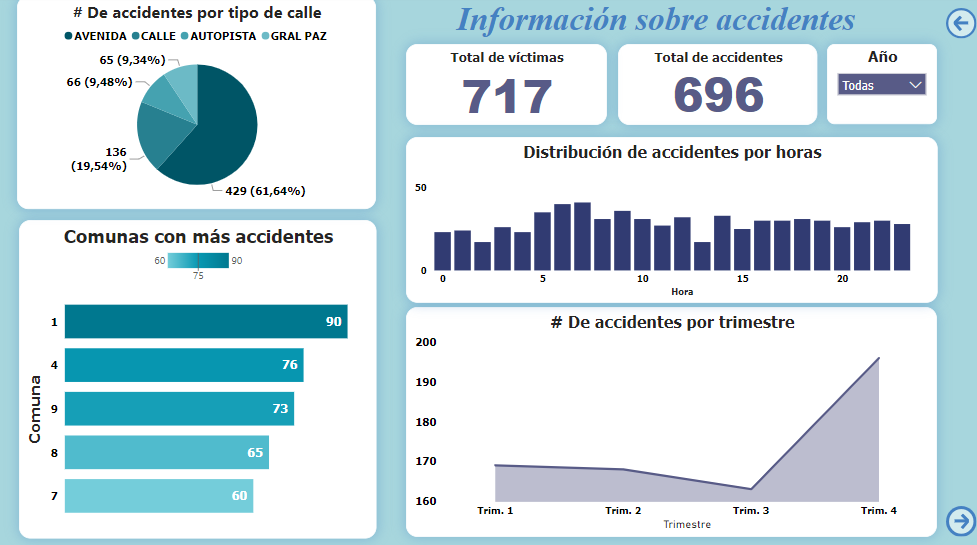 # De accidentes por tipo de calle
AVENIDA CALLE AUTOPISTA GRAL PAZ
65 (9,34%)
66 (9,48%)
136
(19,54%)
429 (61,64%)
Comunas con más accidentes
60 90
75
Comuna
1 90
4 76
9 73
8 65
7 60
Información sobre accidentes
Total de víctimas
717
Total de accidentes
696
Año
Todas
Distribución de accidentes por horas
50
0
0 5 10 15 20
Hora
# De accidentes por trimestre
200
190
180
170
160
Trim. 1 Trim. 2 Trim. 3 Trim. 4
Trimestre